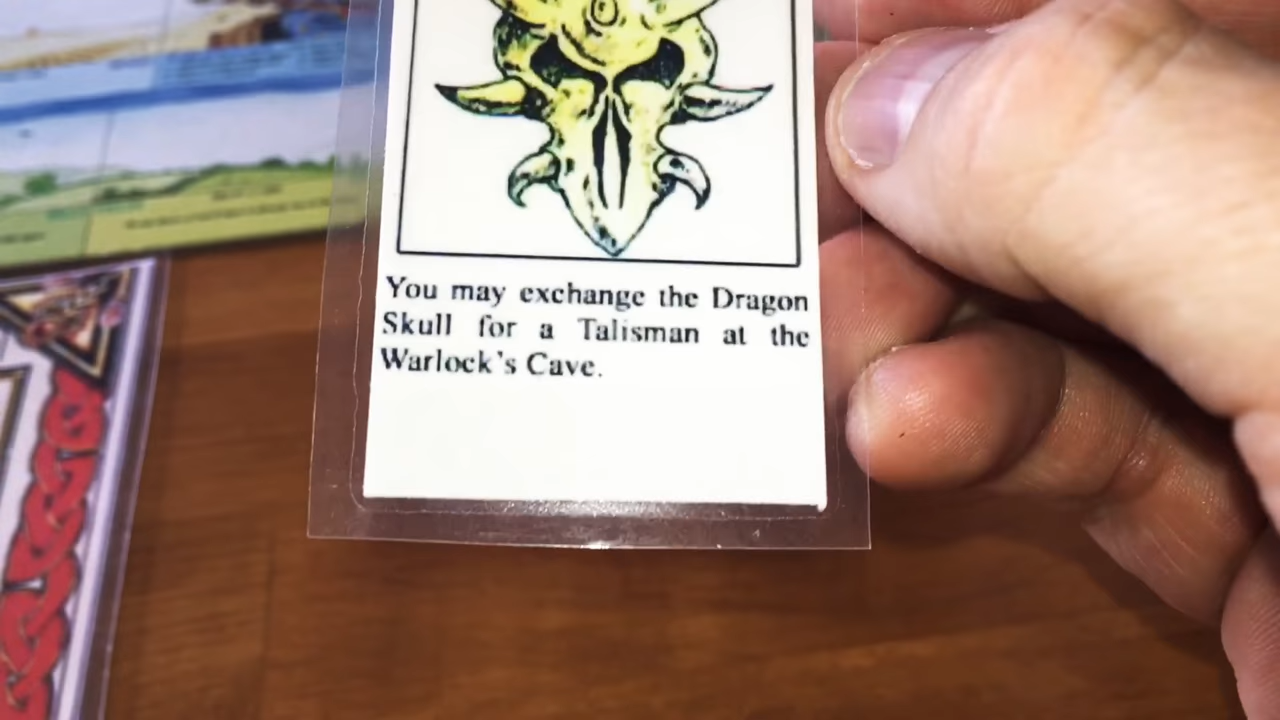 You may exchange the Dragon
Skull for a Talisman at the
Warlock's Cave.